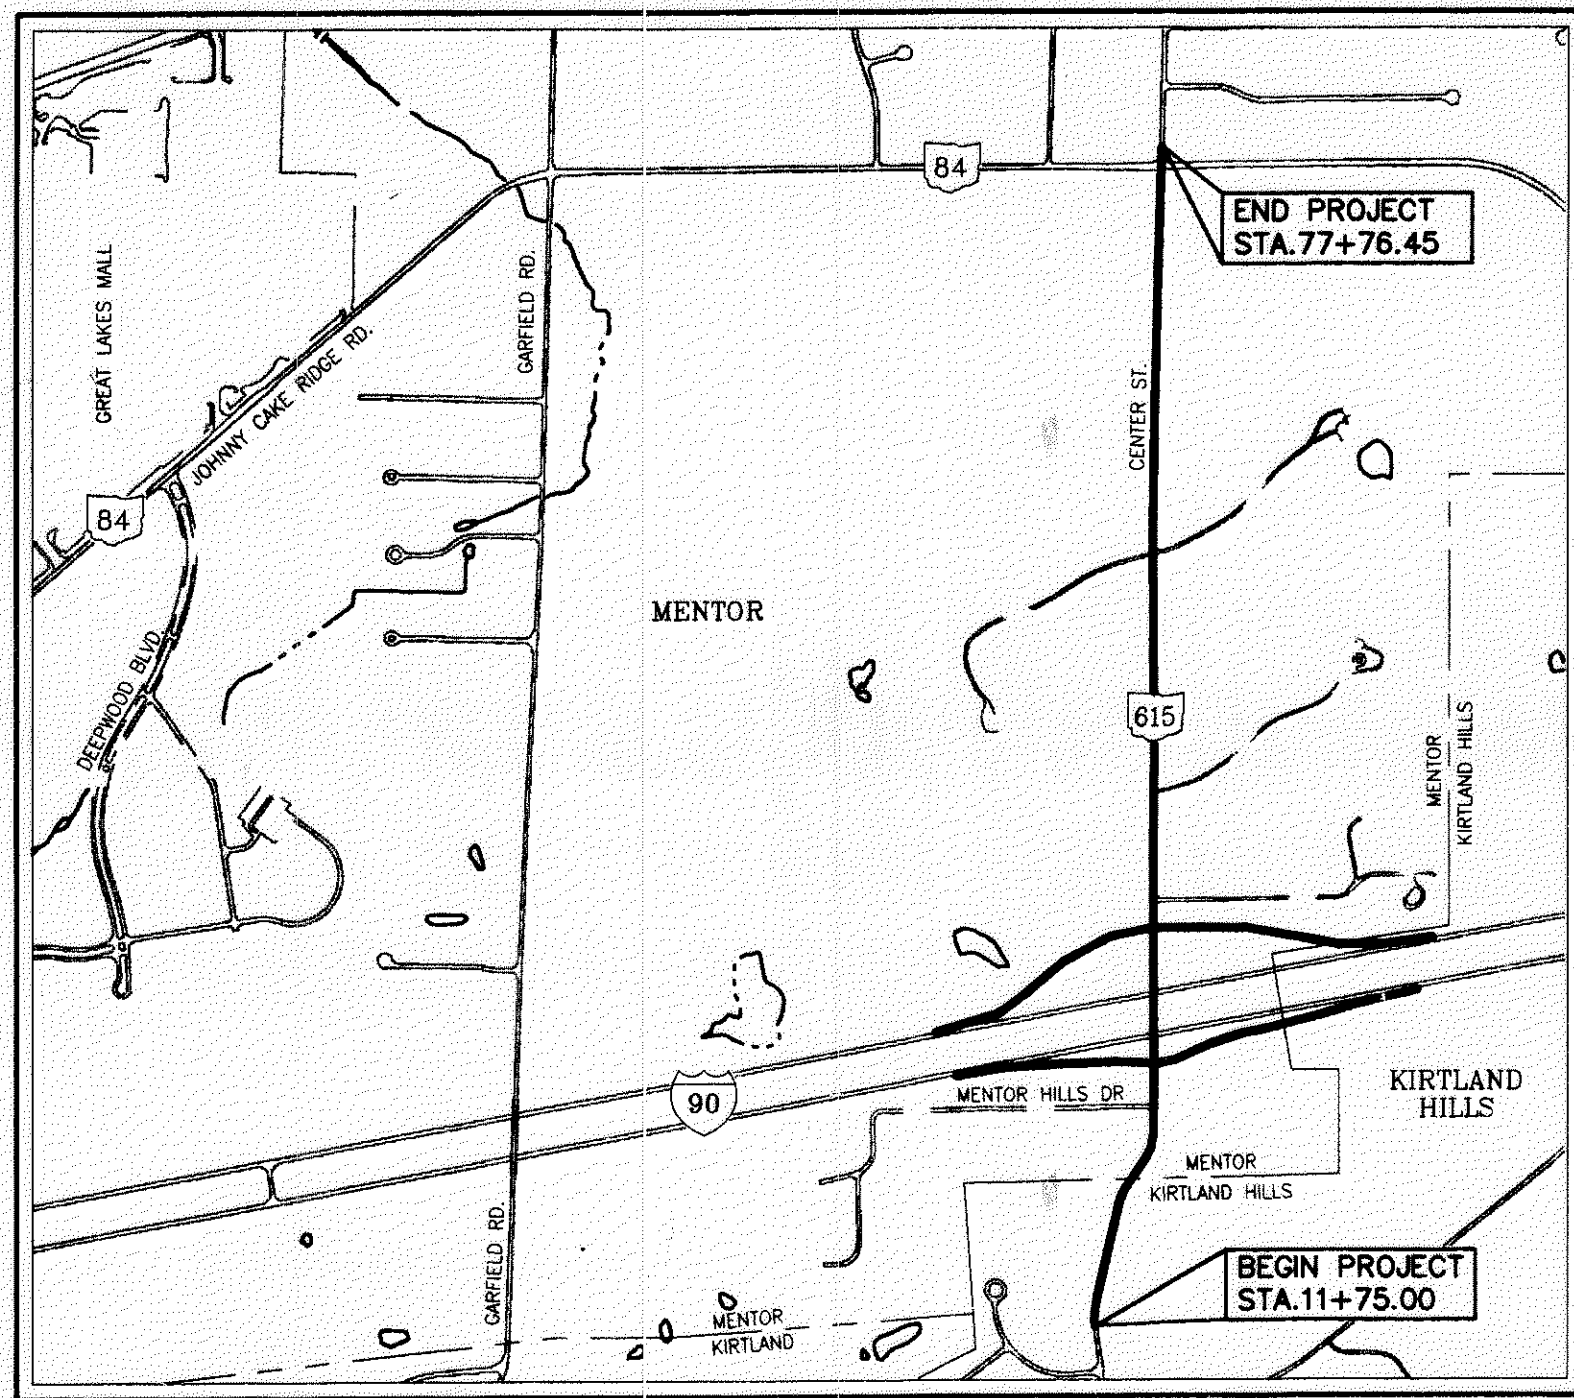 84
END PROJECT
STA.77+76.45
GREAT LAKES MALL
GARFIELD RD.
JOHNNY CAKE RIDGE RD.
CENTER ST.
84
MENTOR
DEEPWOOD BLVD.
615
MENTOR
KIRTLAND HILLS
90
MENTOR HILLS DR
KIRTLAND
HILLS
MENTOR
KIRTLAND HILLS
GARFIELD RD.
BEGIN PROJECT
STA.11+75.00
MENTOR
KIRTLAND